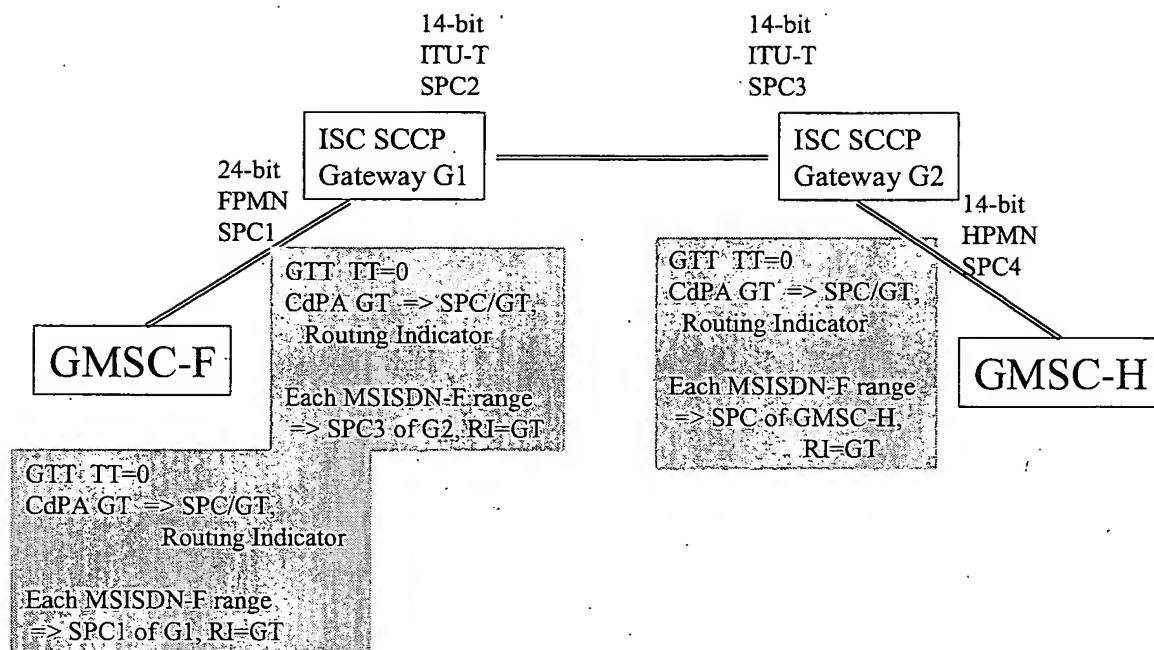 14-bit
ITU-T
SPC2
14-bit
ITU-T
SPC3
ISC SCCP
Gateway G1
ISC SCCP
Gateway G2
24-bit
FPMN
SPC1
14-bit
HPMN
SPC4
GTT TT=0
CdPA GT => SPC/GT,
Routing Indicator
Each MSISDN-F range
=> SPC3 of G2, RI=GT
GTT TT=0
CdPA GT => SPC/GT,
Routing Indicator
Each MSISDN-F range
=> SPC of GMSC-H,
RI=GT
GMSC-F
GMSC-H
GTT TT=0
CdPA GT => SPC/GT,
Routing Indicator
Each MSISDN-F range
=> SPC1 of G1, RI=GT